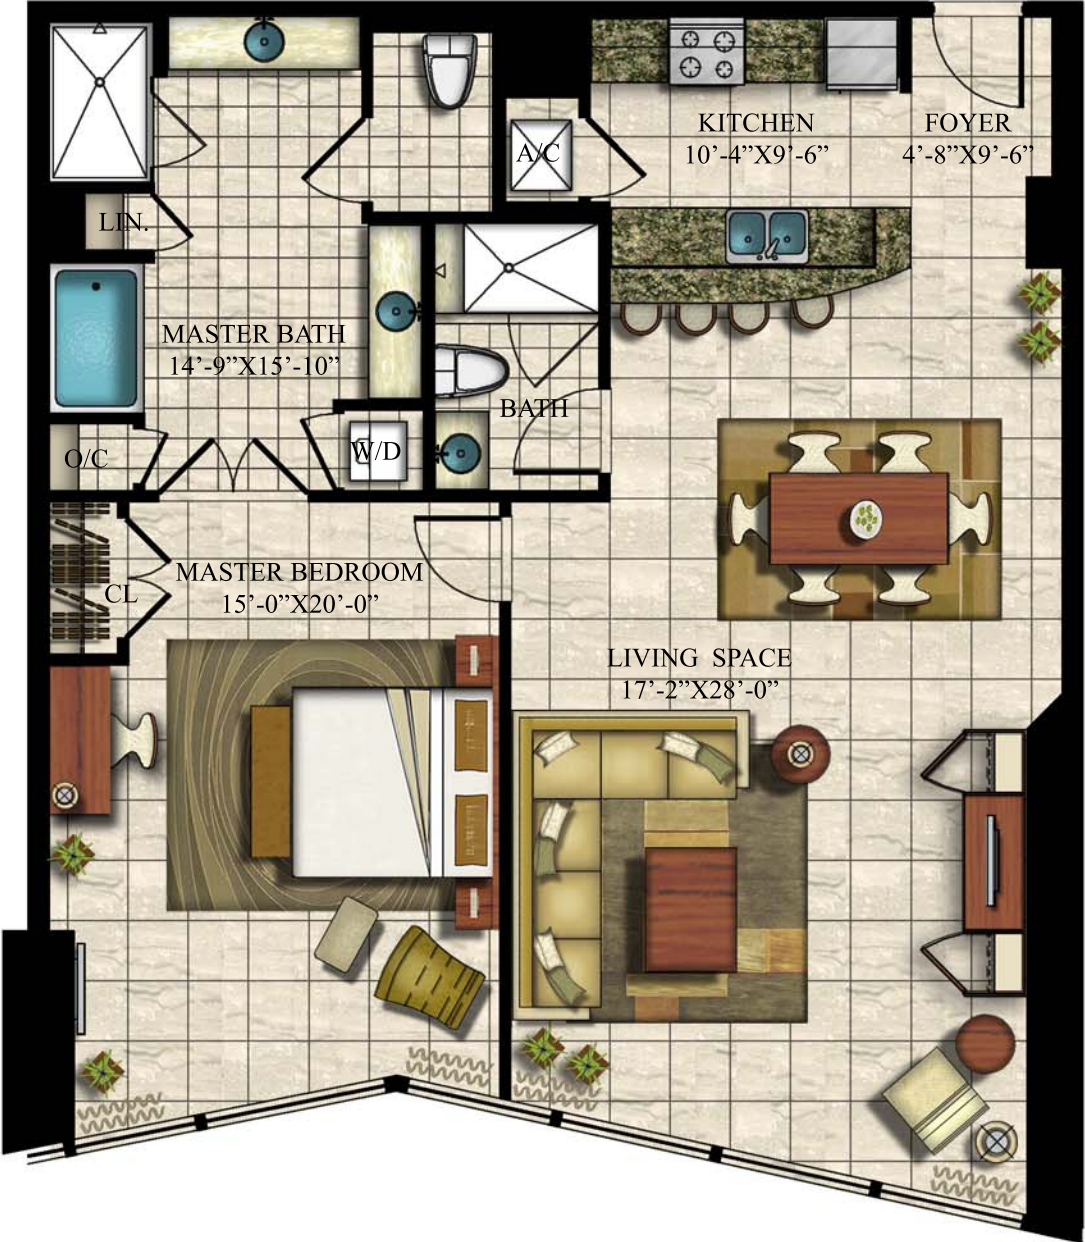 KITCHEN
10’-4”X9’-6”
FOYER
4’-8”X9’-6”
A/C
LIN.
MASTER BATH
14’-9”X15’-10”
BATH
O/C
W/D
MASTER BEDROOM
15’-0”X20’-0”
CL
LIVING SPACE
17’-2”X28’-0”